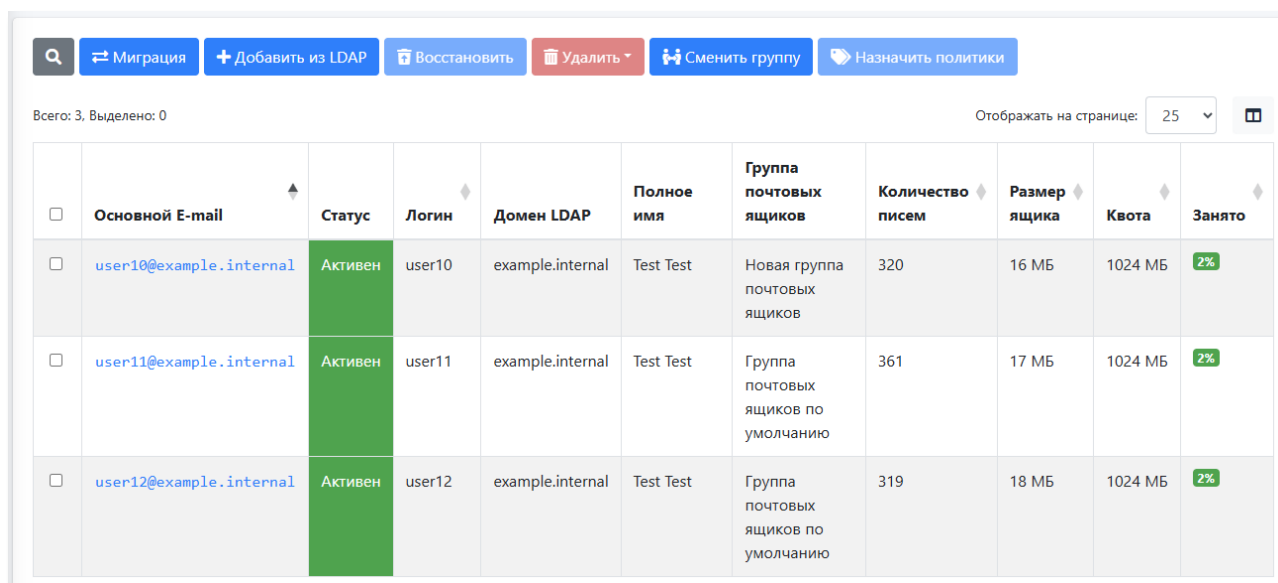 Миграция Добавить из LDAP Восстановить Удалить Сменить группу Назначить политики
Всего: 3, Выделено: 0 Отображать на странице: 25
Основной E-mail Статус Логин Домен LDAP Полное имя Группа почтовых ящиков Количество писем Размер ящика Квота Занято
user10@example.internal Активен user10 example.internal Test Test Новая группа почтовых ящиков 320 16 МБ 1024 МБ 2%
user11@example.internal Активен user11 example.internal Test Test Группа почтовых ящиков по умолчанию 361 17 МБ 1024 МБ 2%
user12@example.internal Активен user12 example.internal Test Test Группа почтовых ящиков по умолчанию 319 18 МБ 1024 МБ 2%